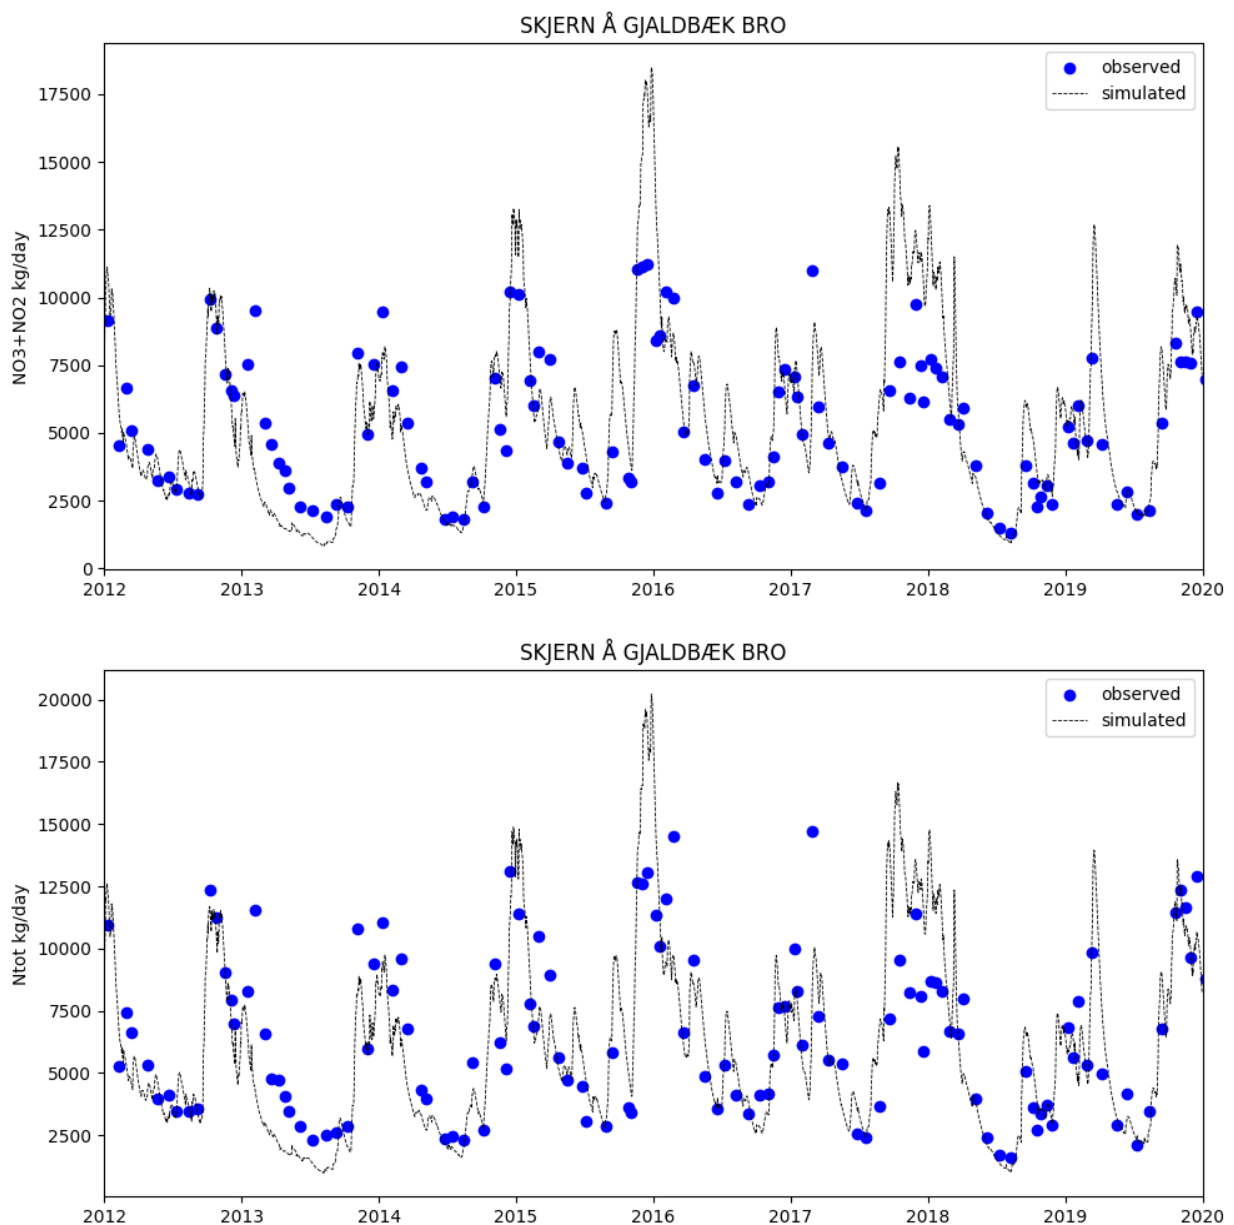 SKJERN Å GJALDBÆK BRO
observed
simulated
NO3+NO2 kg/day
17500
15000
12500
10000
7500
5000
2500
0
2012 2013 2014 2015 2016 2017 2018 2019 2020
SKJERN Å GJALDBÆK BRO
observed
simulated
Ntot kg/day
20000
17500
15000
12500
10000
7500
5000
2500
2012 2013 2014 2015 2016 2017 2018 2019 2020